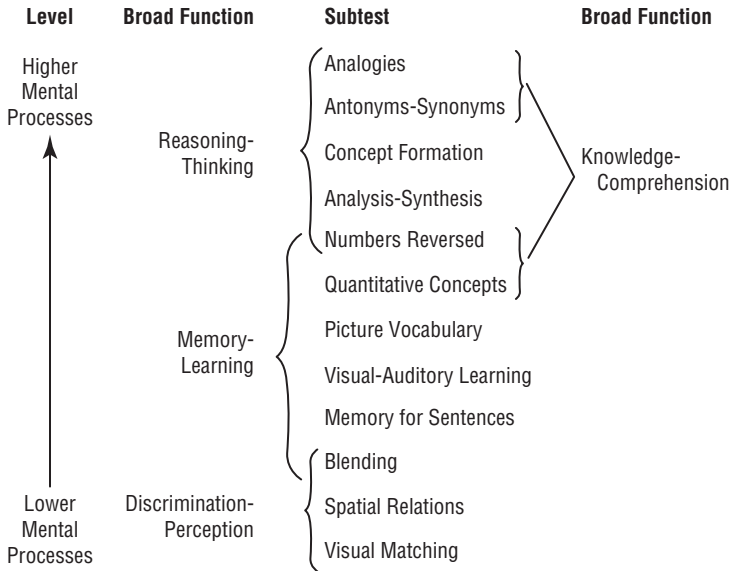 Level Broad Function Subtest Broad Function
Higher
Mental
Processes
Reasoning-
Thinking
Memory-
Learning
Lower
Mental
Processes
Discrimination-
Perception
Analogies
Antonyms-Synonyms
Concept Formation
Analysis-Synthesis
Numbers Reversed
Quantitative Concepts
Picture Vocabulary
Visual-Auditory Learning
Memory for Sentences
Blending
Spatial Relations
Visual Matching
Knowledge-
Comprehension